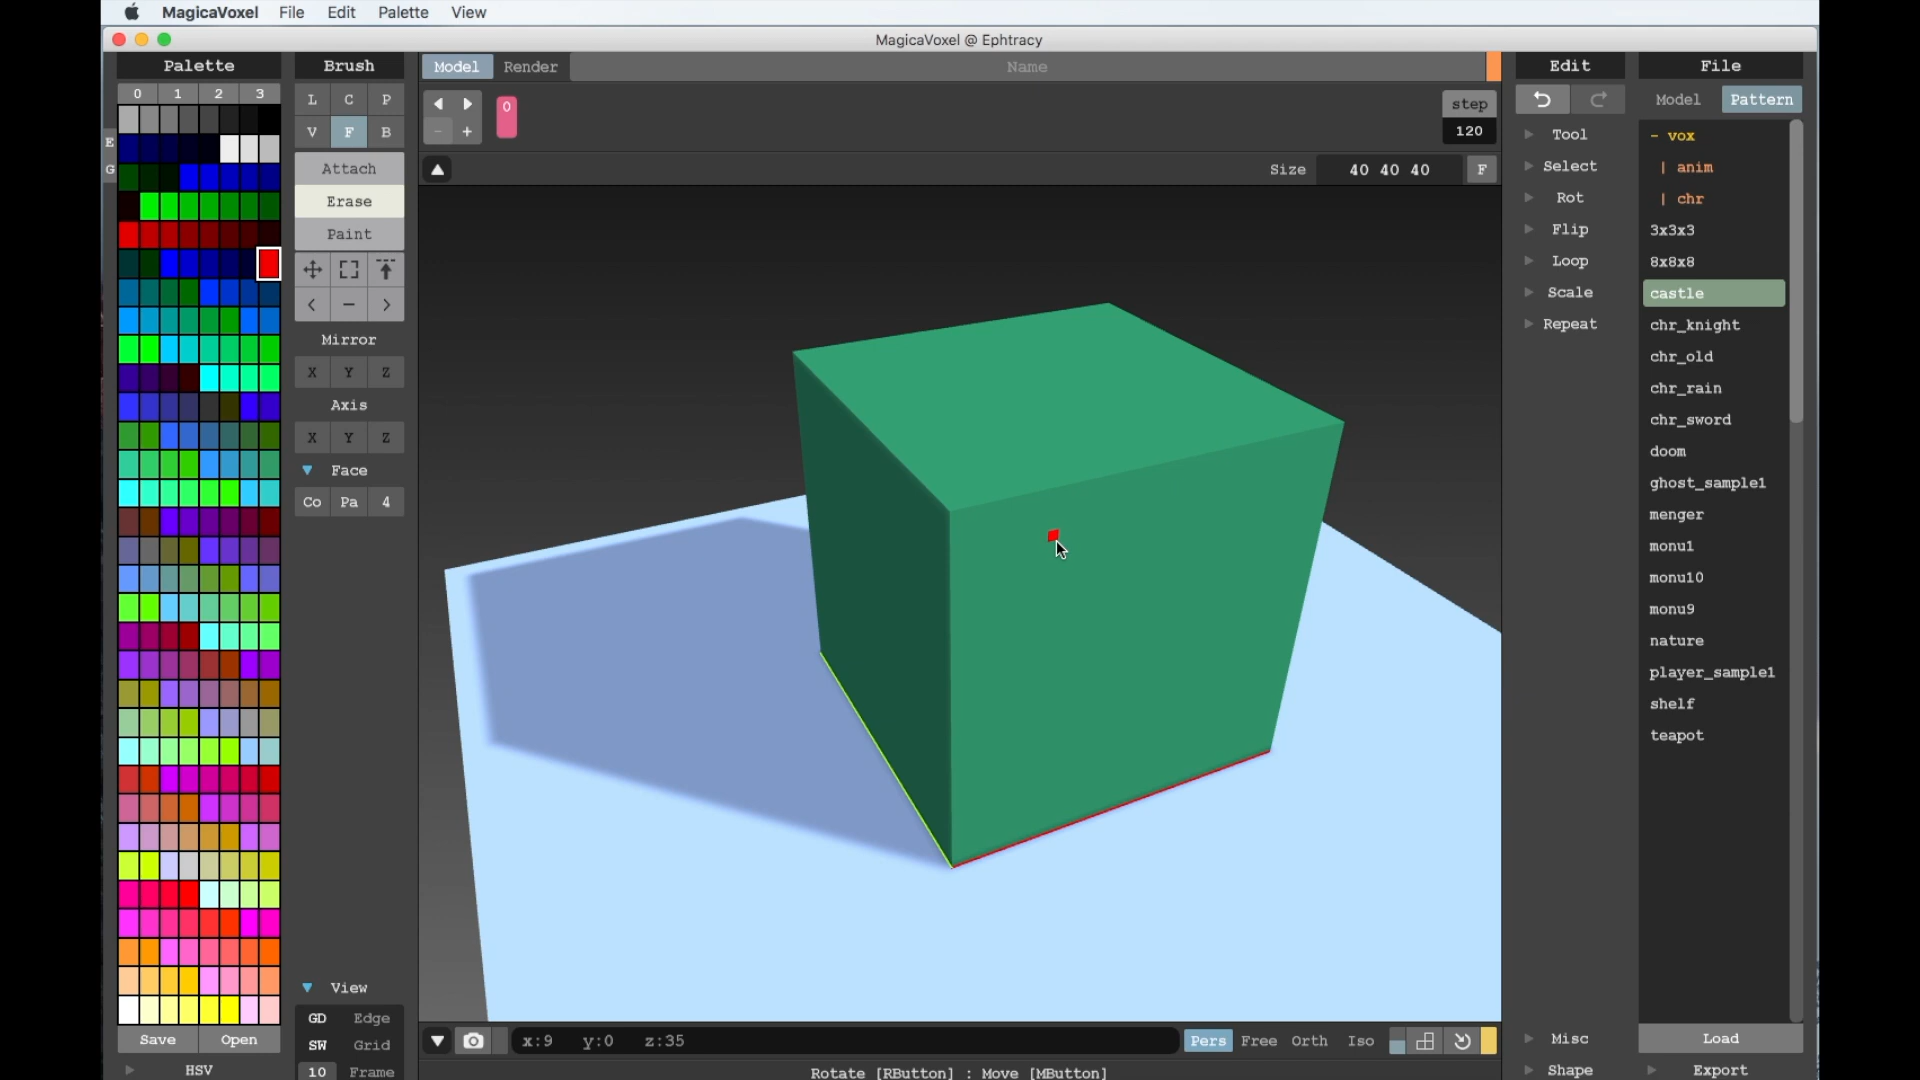 MagicaVoxel File Edit Palette View
MagicaVoxel @ Ephtracy
Palette
0 1 2 3
E
G
Save Open
HSV
Brush
L C P
V F B
Attach
Erase
Paint
< - >
Mirror
X Y Z
Axis
X Y Z
Face
Co Pa 4
View
GD Edge
SW Grid
10 Frame
Model Render Name
0
- +
step
120
Size 40 40 40 F
x:9 y:0 z:35
Pers Free Orth Iso
Rotate [RButton] : Move [MButton]
Edit
Tool
Select
Rot
Flip
Loop
Scale
Repeat
Misc
Shape
File
Model Pattern
- vox
| anim
| chr
3x3x3
8x8x8
castle
chr_knight
chr_old
chr_rain
chr_sword
doom
ghost_sample1
menger
monu1
monu10
monu9
nature
player_sample1
shelf
teapot
Load
Export